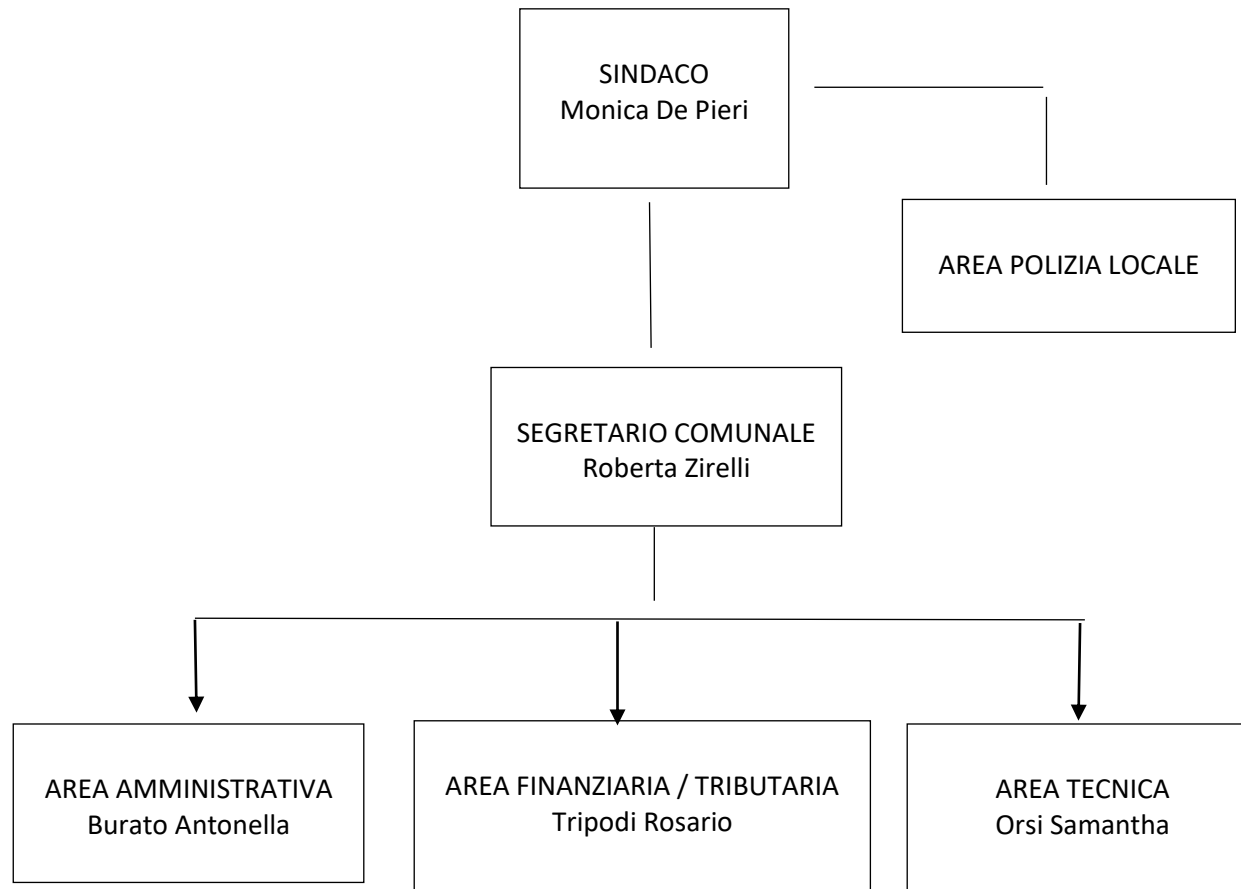 SINDACO
Monica De Pieri
AREA POLIZIA LOCALE
SEGRETARIO COMUNALE
Roberta Zirelli
AREA AMMINISTRATIVA
Burato Antonella
AREA FINANZIARIA / TRIBUTARIA
Tripodi Rosario
AREA TECNICA
Orsi Samantha